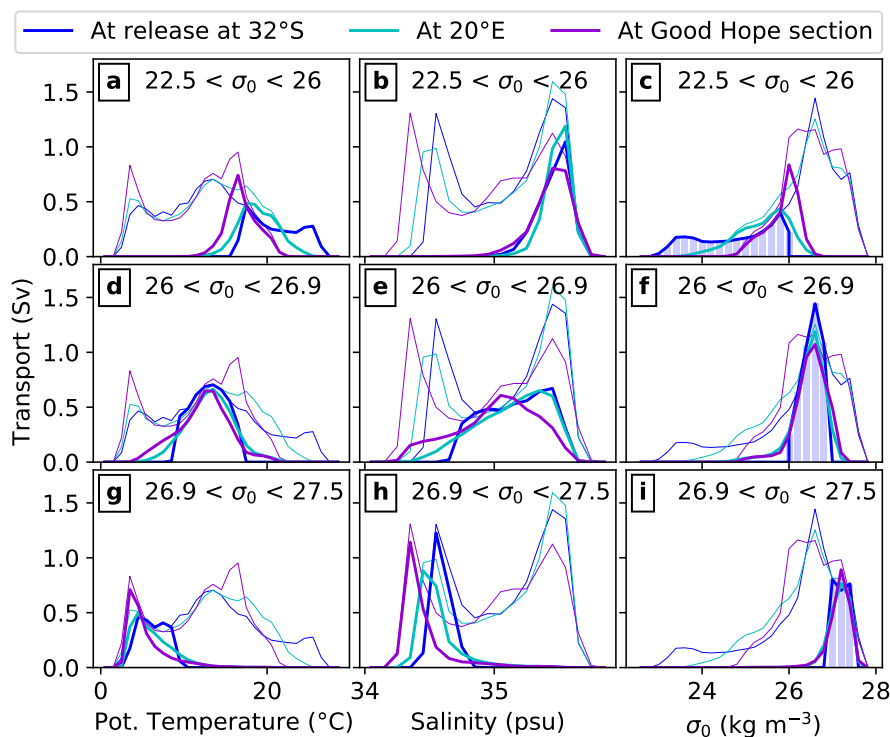 At release at 32°S At 20°E At Good Hope section
a 22.5 < σ₀ < 26 b 22.5 < σ₀ < 26 c 22.5 < σ₀ < 26
1.5
1.0
0.5
0.0
d 26 < σ₀ < 26.9 e 26 < σ₀ < 26.9 f 26 < σ₀ < 26.9
1.5
1.0
0.5
0.0
Transport (Sv)
g 26.9 < σ₀ < 27.5 h 26.9 < σ₀ < 27.5 i 26.9 < σ₀ < 27.5
1.5
1.0
0.5
0.0
0 20 34 35 24 26 28
Pot. Temperature (°C) Salinity (psu) σ₀ (kg m⁻³)